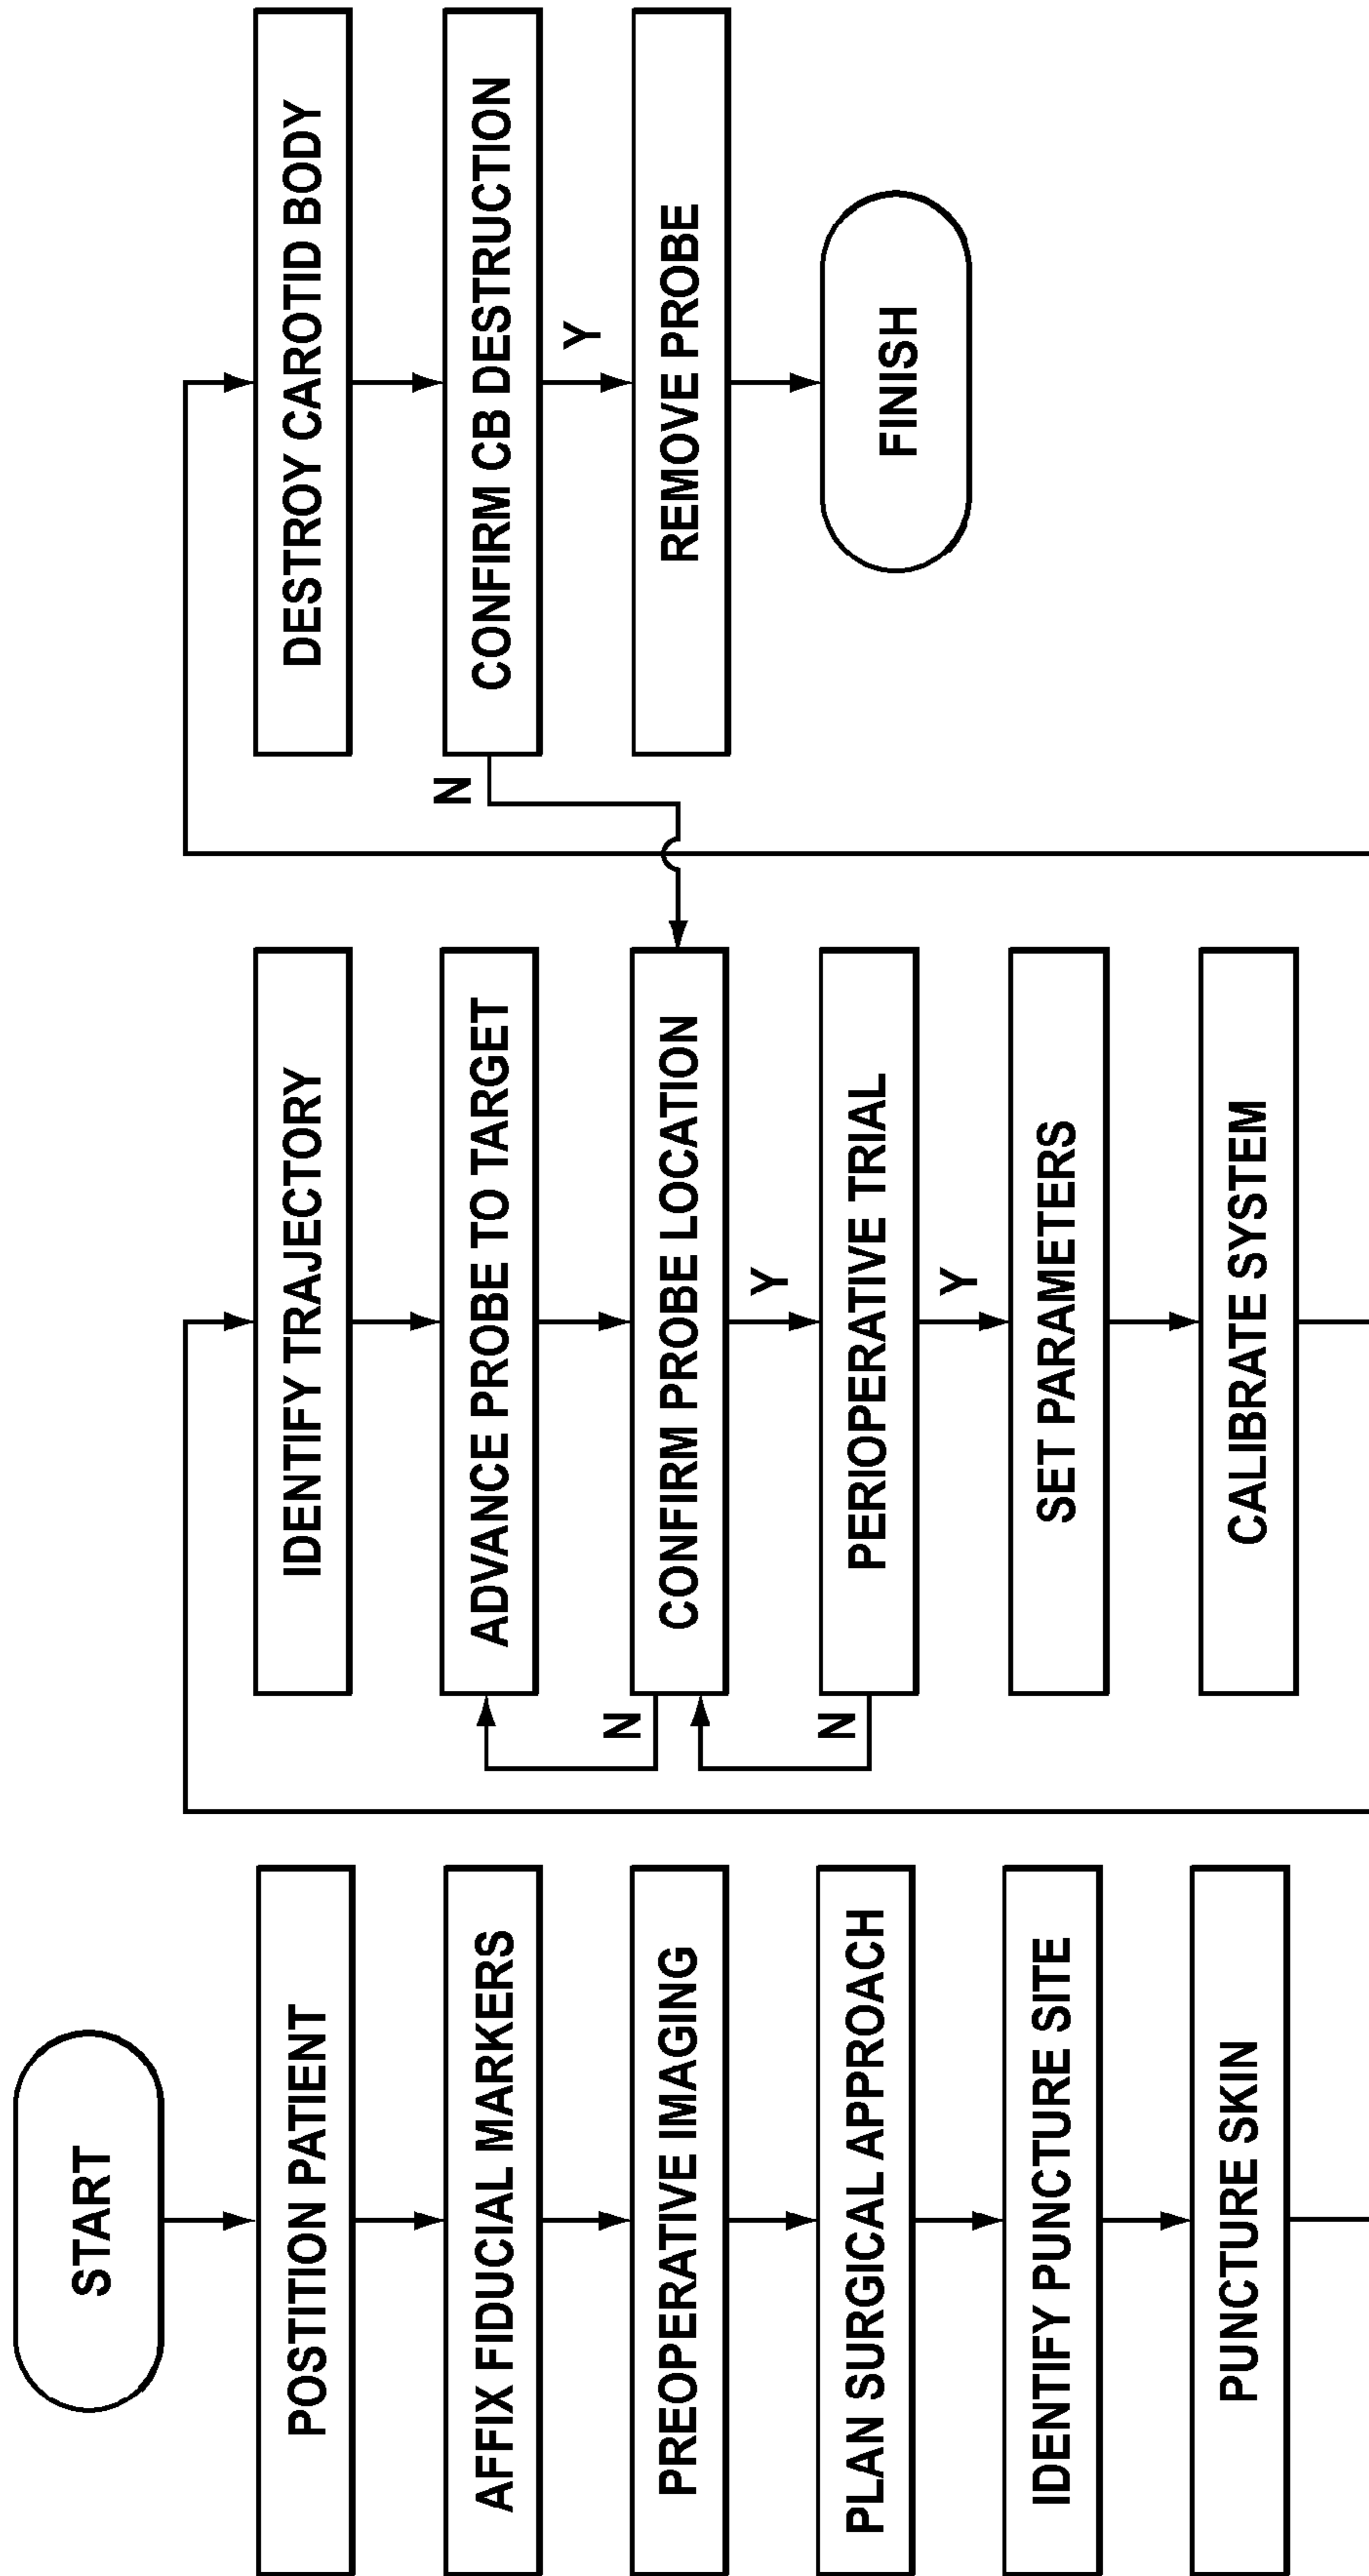 START
POSTITION PATIENT
AFFIX FIDUCIAL MARKERS
PREOPERATIVE IMAGING
PLAN SURGICAL APPROACH
IDENTIFY PUNCTURE SITE
PUNCTURE SKIN
IDENTIFY TRAJECTORY
ADVANCE PROBE TO TARGET
N
CONFIRM PROBE LOCATION
Y
N
PERIOPERATIVE TRIAL
Y
SET PARAMETERS
CALIBRATE SYSTEM
DESTROY CAROTID BODY
N
CONFIRM CB DESTRUCTION
Y
REMOVE PROBE
FINISH